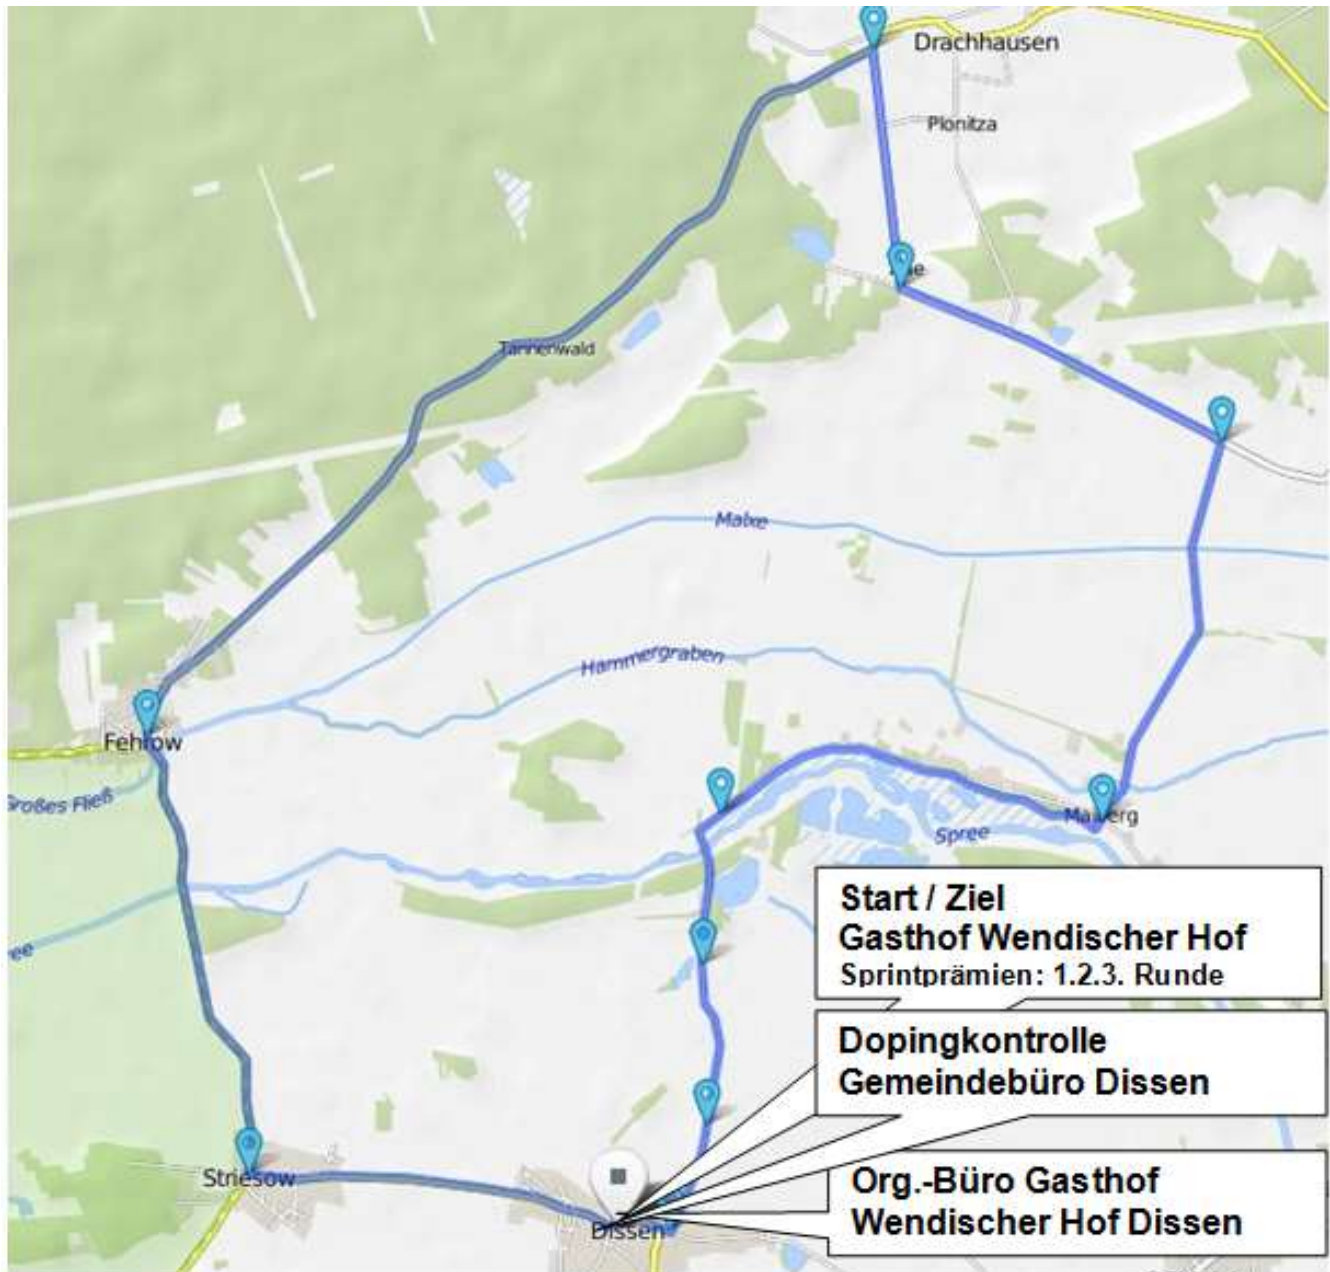 Drachhausen
Plonitza
Tannenwald
Malxe
Hammergraben
Fehrow
Großes Fließ
Spree
Start / Ziel
Gasthof Wendischer Hof
Sprintprämien: 1.2.3. Runde
Dopingkontrolle
Gemeindebüro Dissen
Striesow
Org.-Büro Gasthof
Wendischer Hof Dissen
Dissen